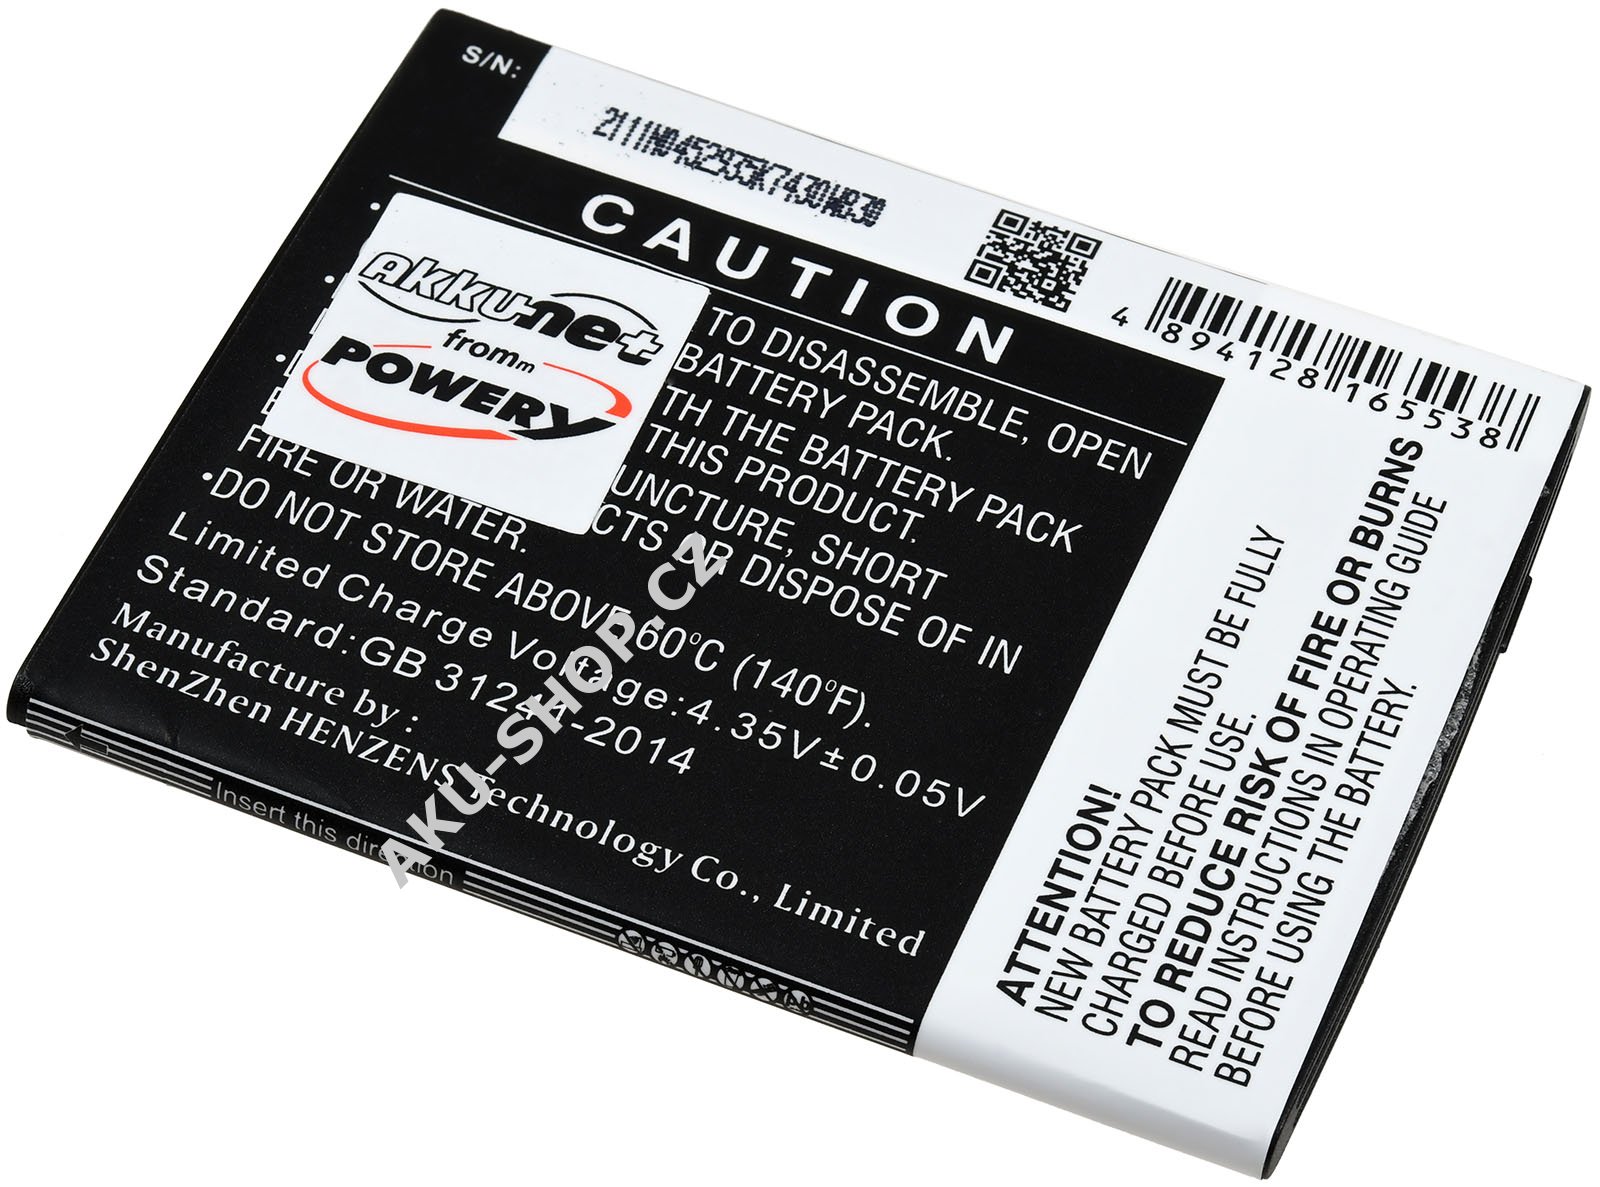 S/N:
2111N0452935K7430WB30
CAUTION
4 894128 165538
Akku-net
fromm
POWERY
TO DISASSEMBLE, OPEN
BATTERY PACK.
TH THE BATTERY PACK
THIS PRODUCT.
UNCTURE, SHORT
CTS OR DISPOSE OF IN
FIRE OR WATER.
•DO NOT STORE ABOVE 60°C (140°F).
Limited Charge Voltage:4.35V±0.05V
Standard:GB 31241-2014
Manufacture by :
ShenZhen HENZENS Technology Co., Limited
Insert this direction
ATTENTION!
NEW BATTERY PACK MUST BE FULLY
CHARGED BEFORE USE.
TO REDUCE RISK OF FIRE OR BURNS
READ INSTRUCTIONS IN OPERATING GUIDE
BEFORE USING THE BATTERY.
AKU-SHOP.CZ